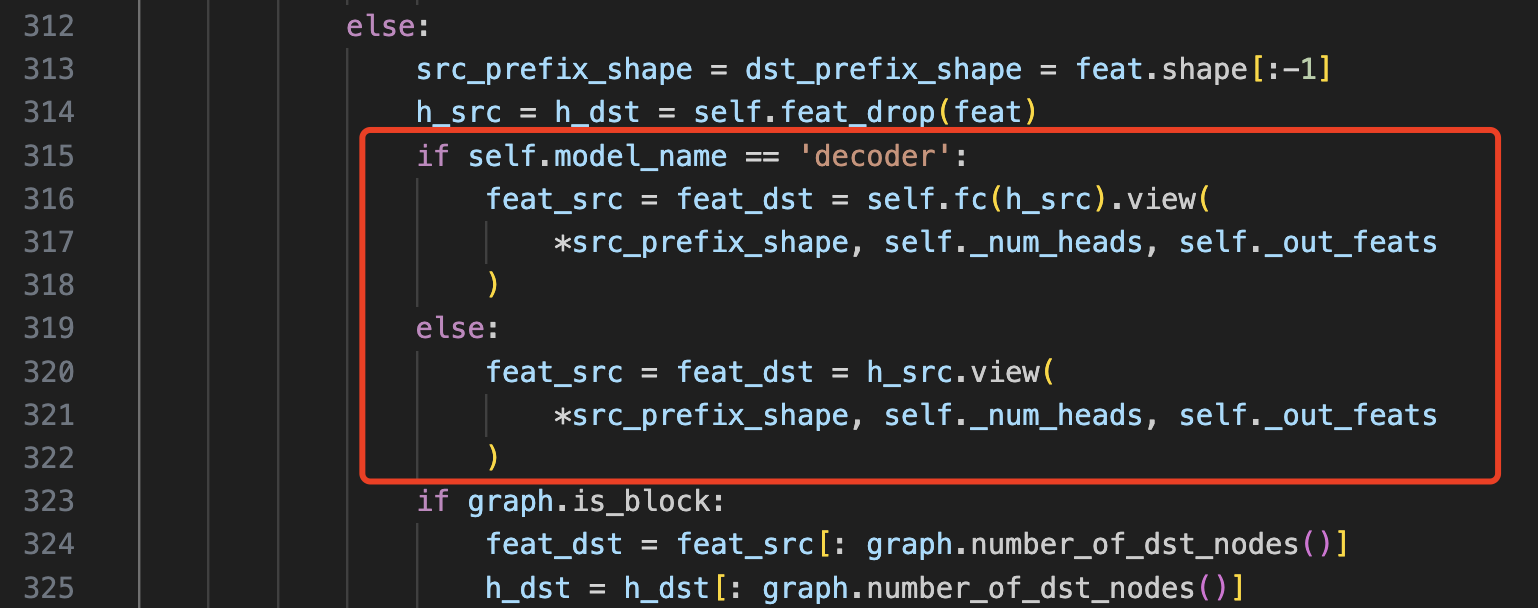 312 else:
313 src_prefix_shape = dst_prefix_shape = feat.shape[:-1]
314 h_src = h_dst = self.feat_drop(feat)
315 if self.model_name == 'decoder':
316 feat_src = feat_dst = self.fc(h_src).view(
317 *src_prefix_shape, self._num_heads, self._out_feats
318 )
319 else:
320 feat_src = feat_dst = h_src.view(
321 *src_prefix_shape, self._num_heads, self._out_feats
322 )
323 if graph.is_block:
324 feat_dst = feat_src[: graph.number_of_dst_nodes()]
325 h_dst = h_dst[: graph.number_of_dst_nodes()]